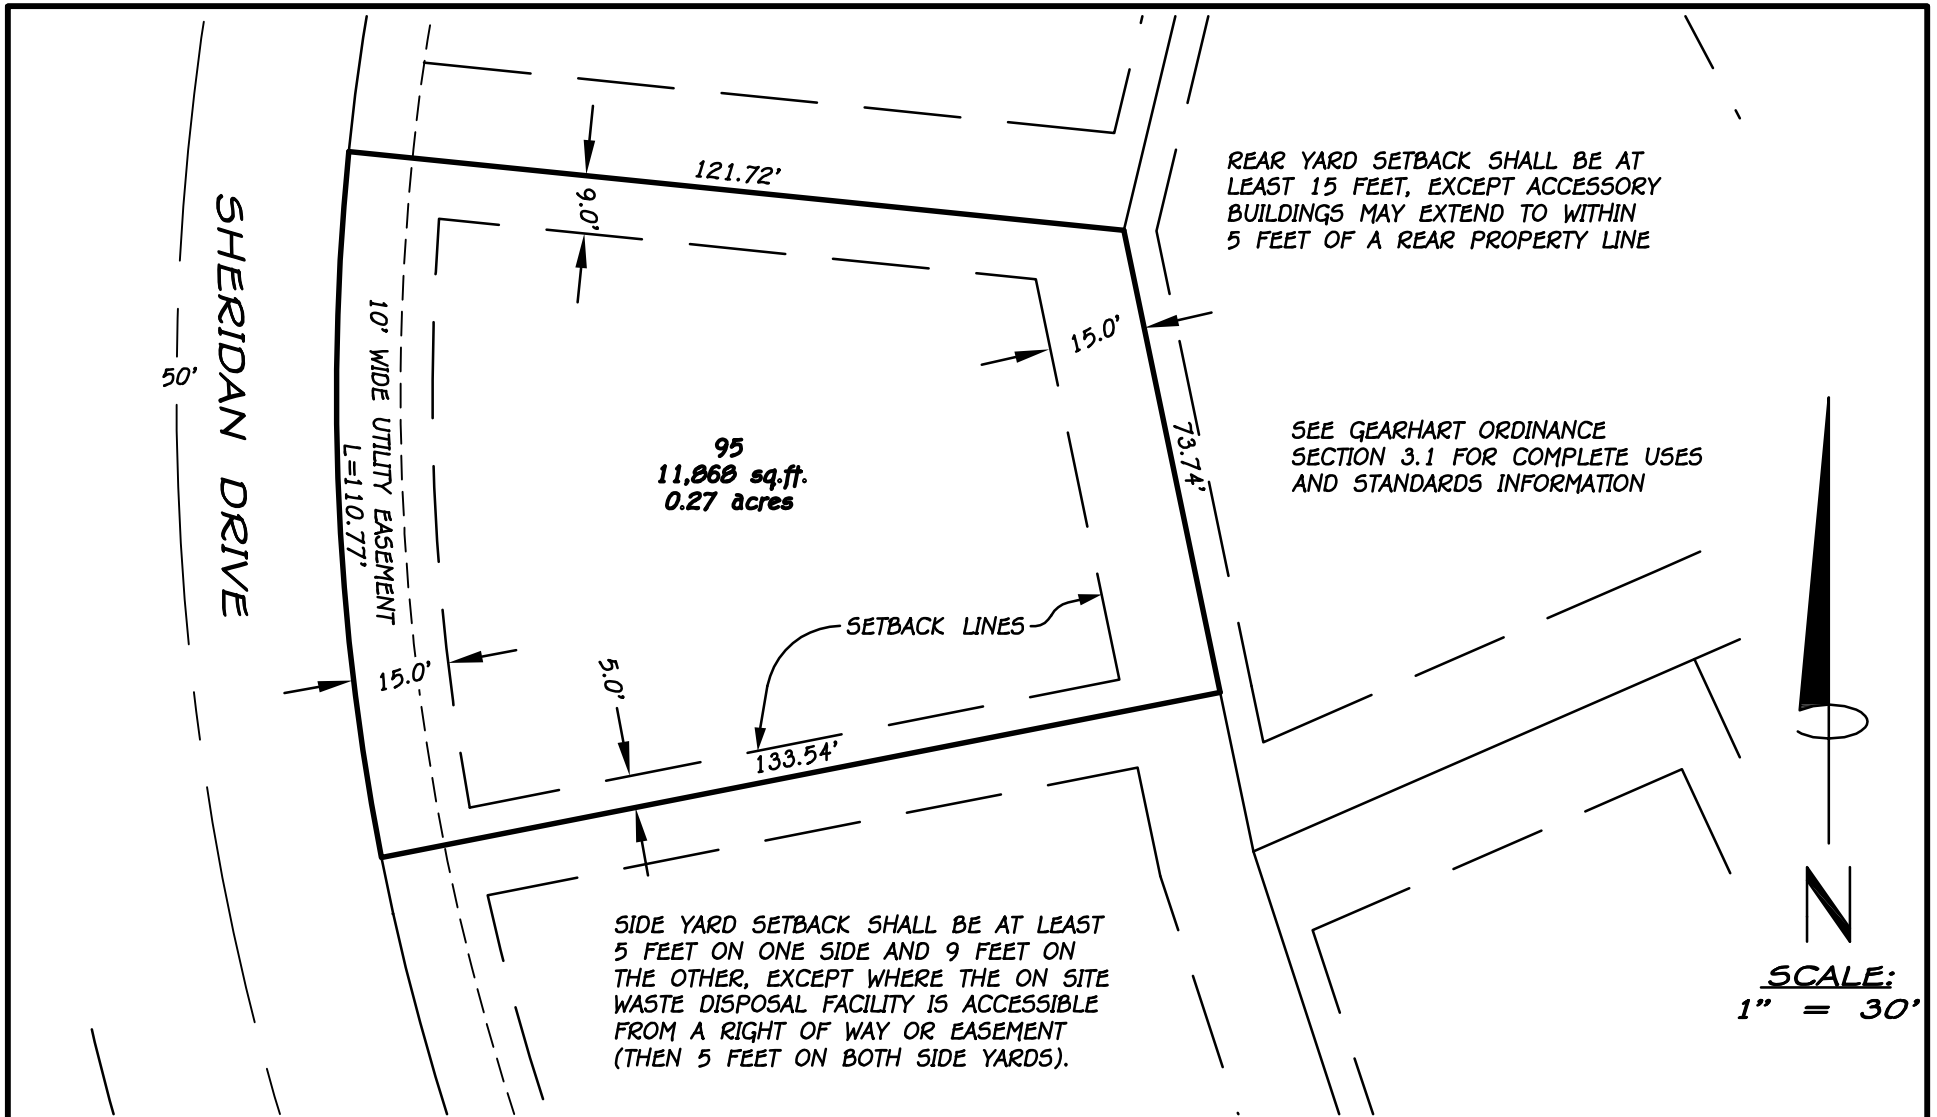 121.72'
9.0'
REAR YARD SETBACK SHALL BE AT
LEAST 15 FEET, EXCEPT ACCESSORY
BUILDINGS MAY EXTEND TO WITHIN
5 FEET OF A REAR PROPERTY LINE
SHERIDAN DRIVE
50'
10' WIDE UTILITY EASEMENT
L=110.77'
15.0'
73.74'
95
11,868 sq.ft.
0.27 acres
SEE GEARHART ORDINANCE
SECTION 3.1 FOR COMPLETE USES
AND STANDARDS INFORMATION
SETBACK LINES
15.0'
5.0'
133.54'
SIDE YARD SETBACK SHALL BE AT LEAST
5 FEET ON ONE SIDE AND 9 FEET ON
THE OTHER, EXCEPT WHERE THE ON SITE
WASTE DISPOSAL FACILITY IS ACCESSIBLE
FROM A RIGHT OF WAY OR EASEMENT
(THEN 5 FEET ON BOTH SIDE YARDS).
N
SCALE:
1" = 30'